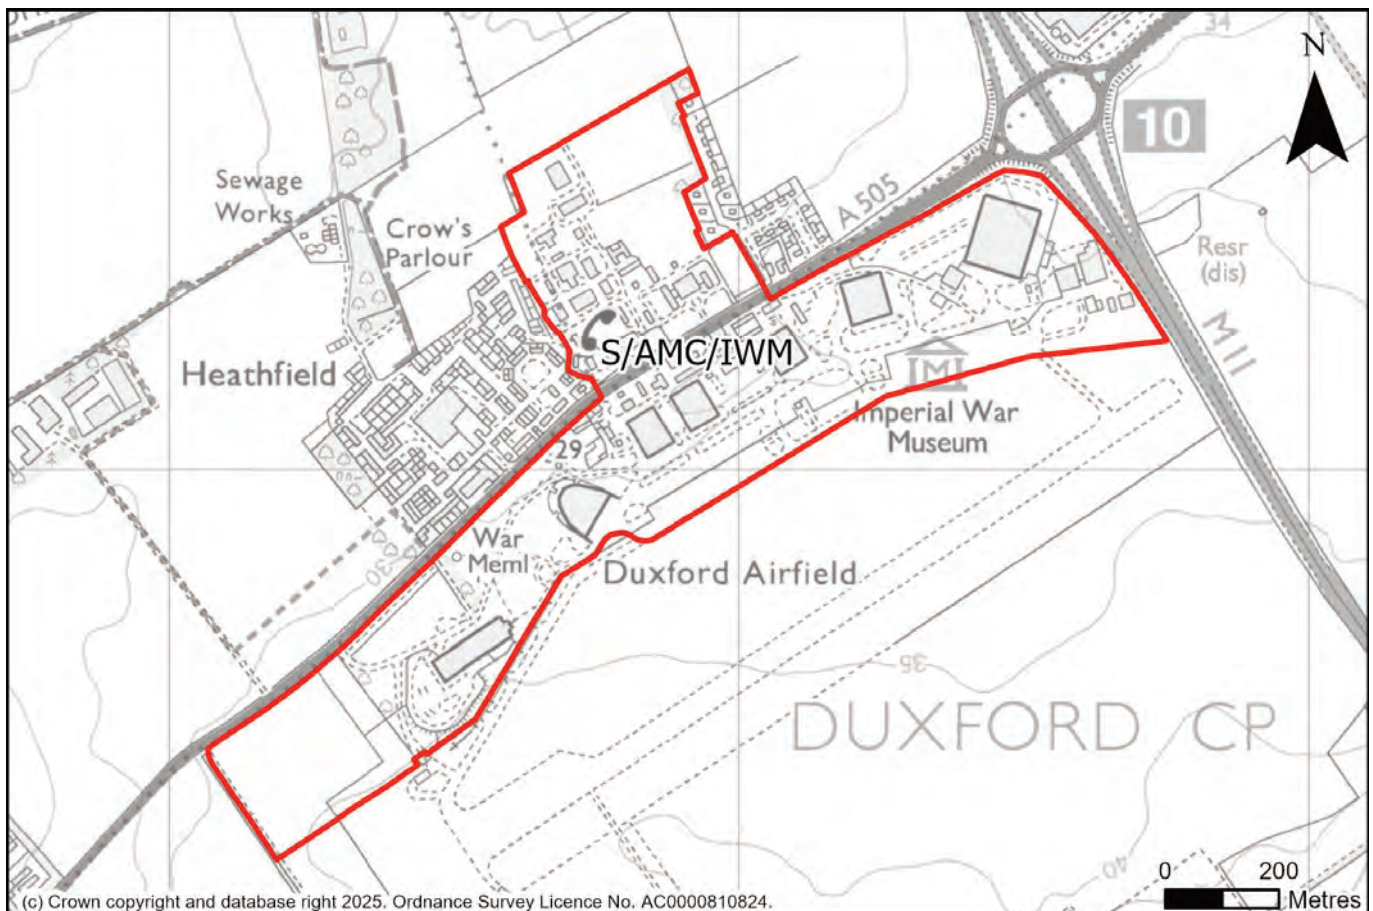 34
N
10
Sewage
Works
A 505
Crow's
Parlour
Resr
(dis)
S/AMC/IWM
M 11
Heathfield
M
Imperial War
Museum
29
War
Meml
30
Duxford Airfield
35
DUXFORD CP
40
0 200
Metres
(c) Crown copyright and database right 2025. Ordnance Survey Licence No. AC0000810824.